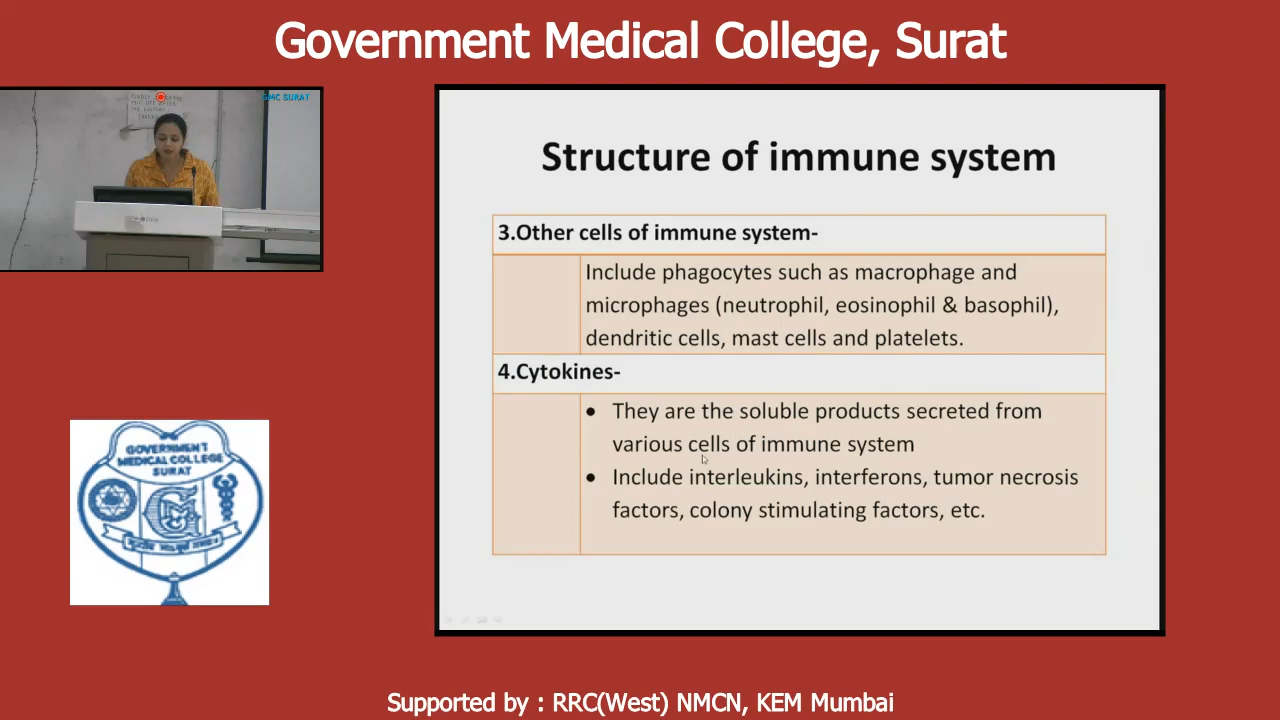 Government Medical College, Surat
GMC SURAT
Structure of immune system
3.Other cells of immune system-
Include phagocytes such as macrophage and
microphages (neutrophil, eosinophil & basophil),
dendritic cells, mast cells and platelets.
4.Cytokines-
• They are the soluble products secreted from
various cells of immune system
• Include interleukins, interferons, tumor necrosis
factors, colony stimulating factors, etc.
GOVERNMENT
MEDICAL COLLEGE
SURAT
Supported by : RRC(West) NMCN, KEM Mumbai